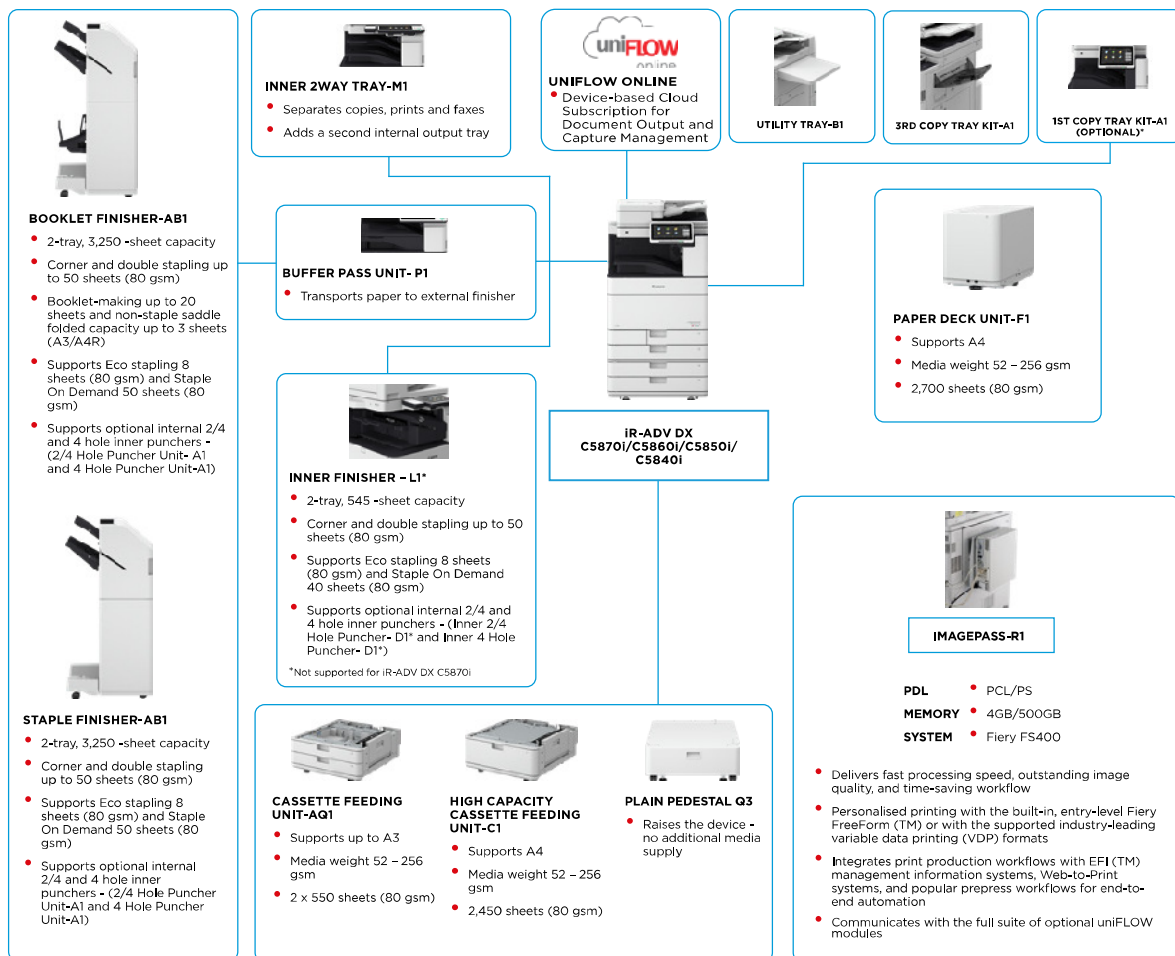 BOOKLET FINISHER-AB1
• 2-tray, 3,250 -sheet capacity
• Corner and double stapling up
to 50 sheets (80 gsm)
• Booklet-making up to 20
sheets and non-staple saddle
folded capacity up to 3 sheets
(A3/A4R)
• Supports Eco stapling 8
sheets (80 gsm) and Staple
On Demand 50 sheets (80
gsm)
• Supports optional internal 2/4
and 4 hole inner punchers -
(2/4 Hole Puncher Unit- A1
and 4 Hole Puncher Unit-A1)
STAPLE FINISHER-AB1
• 2-tray, 3,250 -sheet capacity
• Corner and double stapling
up to 50 sheets (80 gsm)
• Supports Eco stapling 8
sheets (80 gsm) and Staple
On Demand 50 sheets (80
gsm)
• Supports optional internal
2/4 and 4 hole inner
punchers - (2/4 Hole Puncher
Unit-A1 and 4 Hole Puncher
Unit-A1)
INNER 2WAY TRAY-M1
• Separates copies, prints and faxes
• Adds a second internal output tray
BUFFER PASS UNIT- P1
• Transports paper to external finisher
INNER FINISHER – L1*
• 2-tray, 545 -sheet capacity
• Corner and double stapling up to 50
sheets (80 gsm)
• Supports Eco stapling 8 sheets
(80 gsm) and Staple On Demand
40 sheets (80 gsm)
• Supports optional internal 2/4 and
4 hole inner punchers - (Inner 2/4
Hole Puncher- D1* and Inner 4 Hole
Puncher- D1*)
*Not supported for iR-ADV DX C5870i
uniFLOW
online
UNIFLOW ONLINE
• Device-based Cloud
Subscription for
Document Output and
Capture Management
UTILITY TRAY-B1
3RD COPY TRAY KIT-A1
1ST COPY TRAY KIT-A1
(OPTIONAL)*
iR-ADV DX
C5870i/C5860i/C5850i/
C5840i
PAPER DECK UNIT-F1
• Supports A4
• Media weight 52 – 256 gsm
• 2,700 sheets (80 gsm)
CASSETTE FEEDING
UNIT-AQ1
• Supports up to A3
• Media weight 52 – 256
gsm
• 2 x 550 sheets (80 gsm)
HIGH CAPACITY
CASSETTE FEEDING
UNIT-C1
• Supports A4
• Media weight 52 – 256
gsm
• 2,450 sheets (80 gsm)
PLAIN PEDESTAL Q3
• Raises the device -
no additional media
supply
IMAGEPASS-R1
PDL • PCL/PS
MEMORY • 4GB/500GB
SYSTEM • Fiery FS400
• Delivers fast processing speed, outstanding image
quality, and time-saving workflow
• Personalised printing with the built-in, entry-level Fiery
FreeForm (TM) or with the supported industry-leading
variable data printing (VDP) formats
• Integrates print production workflows with EFI (TM)
management information systems, Web-to-Print
systems, and popular prepress workflows for end-to-
end automation
• Communicates with the full suite of optional uniFLOW
modules